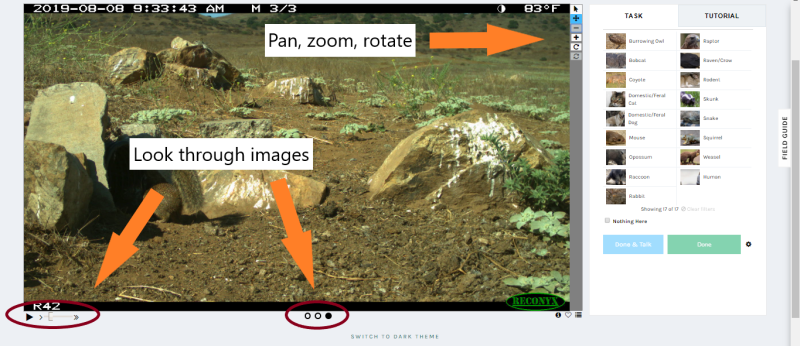 2019-08-08 9:33:43 AM M 3/3 83°F
Pan, zoom, rotate
Look through images
R42
RECONYX
SWITCH TO DARK THEME
TASK
TUTORIAL
Burrowing Owl
Raptor
Bobcat
Raven/Crow
Coyote
Rodent
Domestic/Feral
Cat
Skunk
Domestic/Feral
Dog
Snake
Mouse
Squirrel
Opossum
Weasel
Raccoon
Human
Rabbit
Showing 17 of 17 Clear filters
Nothing Here
Done & Talk
Done
FIELD GUIDE